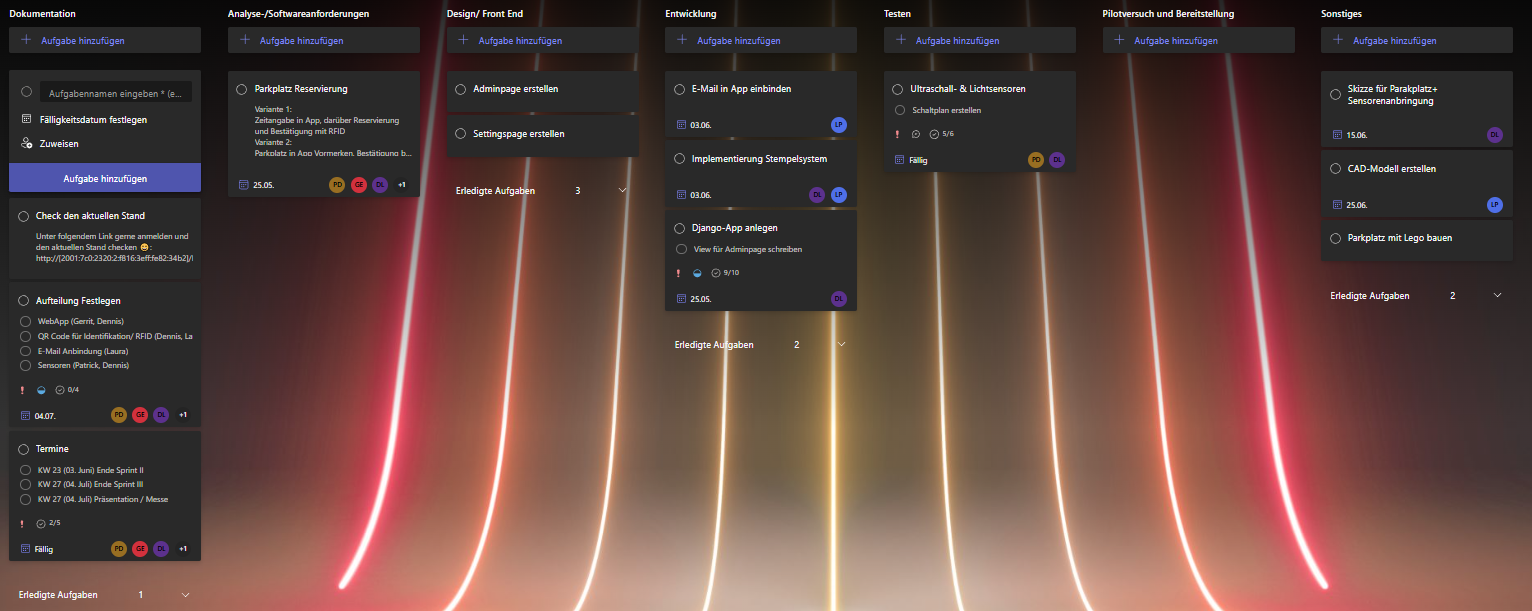 Dokumentation
Aufgabe hinzufügen
Aufgabennamen eingeben * (e...
Fälligkeitsdatum festlegen
Zuweisen
Aufgabe hinzufügen
Check den aktuellen Stand
Unter folgendem Link gerne anmelden und
den aktuellen Stand checken 😄 :
http://[2001:7c0:2320:2:f816:3eff:fe82:34b2]/l
Aufteilung Festlegen
WebApp (Gerrit, Dennis)
QR Code für Identifikation/ RFID (Dennis, La
E-Mail Anbindung (Laura)
Sensoren (Patrick, Dennis)
0/4
04.07.
PD GE DL +1
Termine
KW 23 (03. Juni) Ende Sprint II
KW 27 (04. Juli) Ende Sprint III
KW 27 (04. Juli) Präsentation / Messe
2/5
Fällig
PD GE DL +1
Erledigte Aufgaben 1
Analyse-/Softwareanforderungen
Aufgabe hinzufügen
Parkplatz Reservierung
Variante 1:
Zeitangabe in App, darüber Reservierung
und Bestätigung mit RFID
Variante 2:
Parkplatz in App Vormerken. Bestätigung b...
25.05.
PD GE DL +1
Design/ Front End
Aufgabe hinzufügen
Adminpage erstellen
Settingspage erstellen
Erledigte Aufgaben 3
Entwicklung
Aufgabe hinzufügen
E-Mail in App einbinden
03.06.
LP
Implementierung Stempelsystem
03.06.
DL LP
Django-App anlegen
View für Adminpage schreiben
9/10
25.05.
DL
Erledigte Aufgaben 2
Testen
Aufgabe hinzufügen
Ultraschall- & Lichtsensoren
Schaltplan erstellen
5/6
Fällig
PD DL
Pilotversuch und Bereitstellung
Aufgabe hinzufügen
Sonstiges
Aufgabe hinzufügen
Skizze für Parakplatz+
Sensorenanbringung
15.06.
DL
CAD-Modell erstellen
25.06.
LP
Parkplatz mit Lego bauen
Erledigte Aufgaben 2